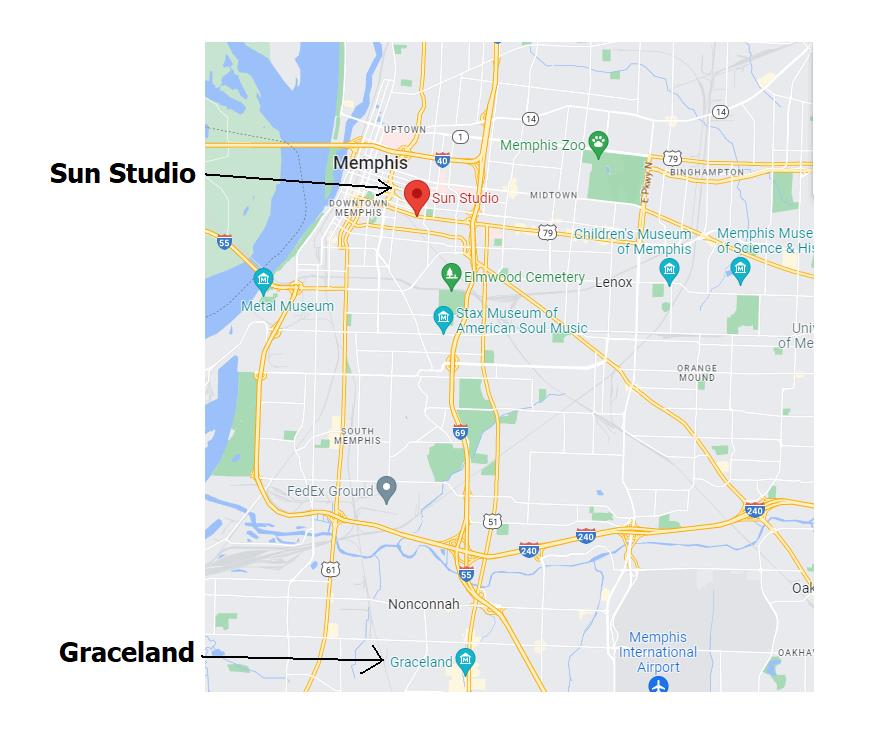 UPTOWN
1
14
14
Memphis Zoo
Memphis
40
79
BINGHAMPTON
Sun Studio
Sun Studio
MIDTOWN
E Pkwy N
DOWNTOWN
MEMPHIS
79
Children's Museum
of Memphis
Memphis Muse
of Science & His
55
Elmwood Cemetery
Lenox
Metal Museum
Stax Museum of
American Soul Music
Uni
of Me
ORANGE
MOUND
SOUTH
MEMPHIS
69
FedEx Ground
240
51
240
240
61
55
Oak
Nonconnah
Memphis
International
Airport
Graceland
Graceland
OAKHA